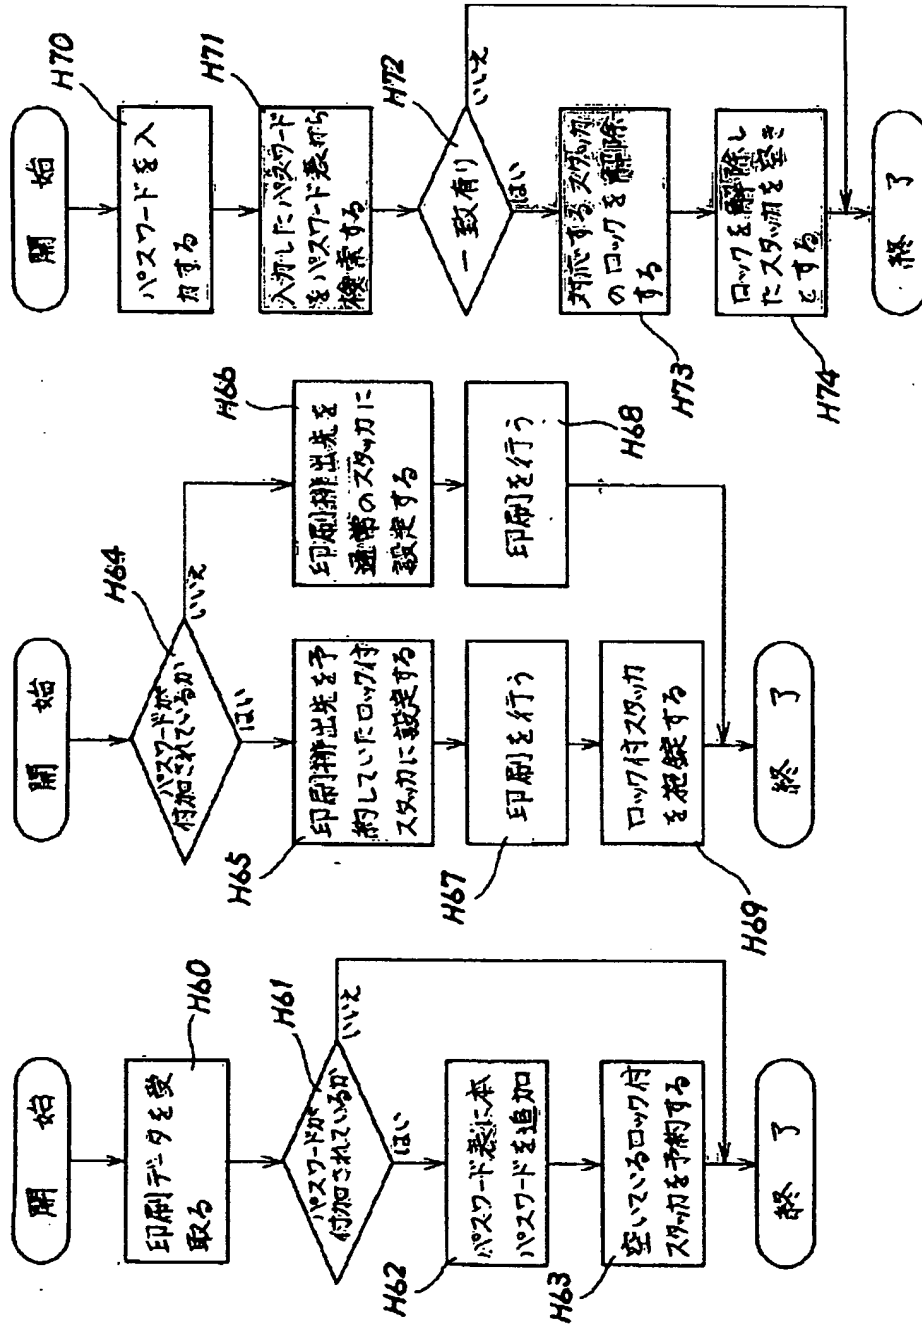 開始
H60
印刷データを受
取る
H61
パスワードが
付加されているか
いいえ
はい
H62
パスワード表に本
パスワードを追加
H63
空いているロック付
スタッカを予約する
終了
開始
H64
パスワードが
付加されているか
いいえ
はい
H65
印刷排出先を予
約していたロック付
スタッカに設定する
H66
印刷排出先を
通常のスタッカに
設定する
H67
印刷を行う
H68
印刷を行う
H69
ロック付スタッカ
を施錠する
終了
開始
H70
パスワードを入
力する
H71
入力したパスワード
をパスワード表から
検索する
H72
一致有り
いいえ
はい
H73
対応するスタッカ
のロックを解除
する
H74
ロックを解除し
たスタッカを空き
とする
終了